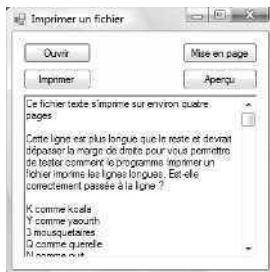 Imprimer un fichier
Ouvrir
Mise en page
Imprimer
Aperçu
Ce fichier texte s'imprime sur environ quatre
pages
Cette ligne est plus longue que le reste et devrait
dépasser la marge de droite pour vous permettre
de tester comment le programme Imprimer un
fichier imprime les lignes longues. Est-elle
correctement passée à la ligne ?
K comme koala
Y comme yaourth
3 mousquetaires
Q comme querelle
N comme nuit